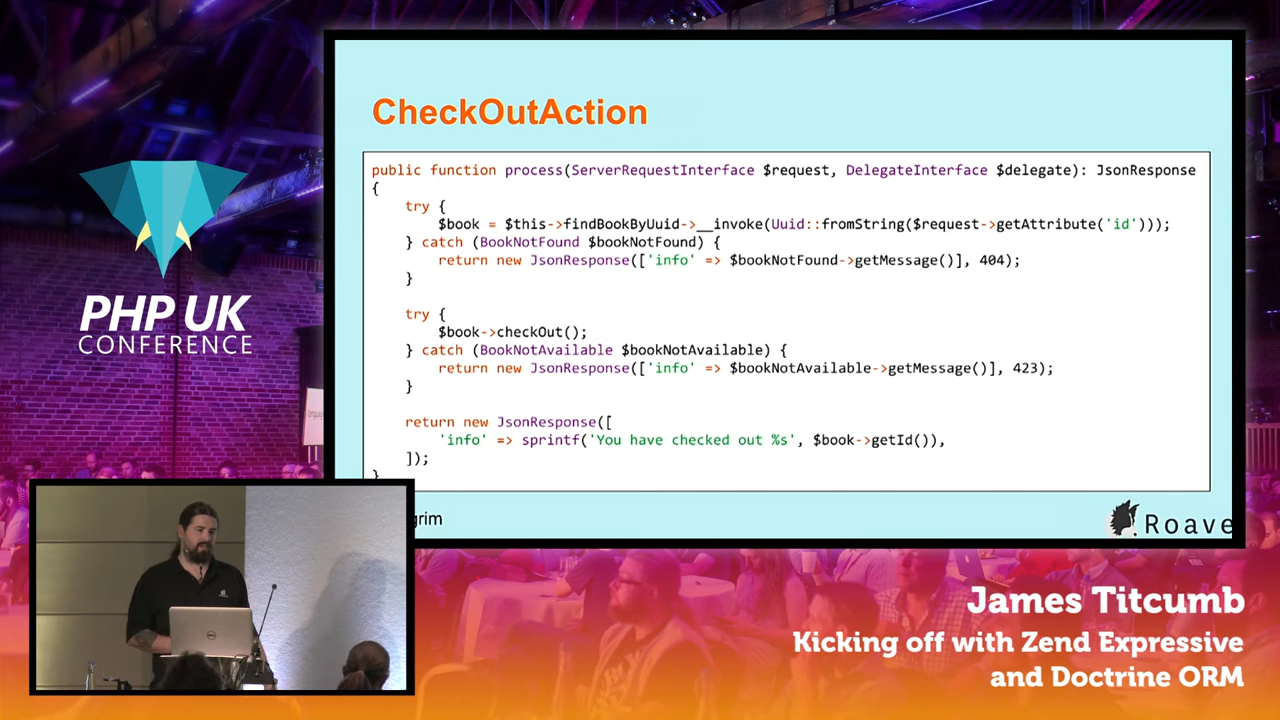 CheckOutAction
public function process(ServerRequestInterface $request, DelegateInterface $delegate): JsonResponse
{
    try {
        $book = $this->findBookByUuid->__invoke(Uuid::fromString($request->getAttribute('id')));
    } catch (BookNotFound $bookNotFound) {
        return new JsonResponse(['info' => $bookNotFound->getMessage()], 404);
    }
    try {
        $book->checkOut();
    } catch (BookNotAvailable $bookNotAvailable) {
        return new JsonResponse(['info' => $bookNotAvailable->getMessage()], 423);
    }
    return new JsonResponse([
        'info' => sprintf('You have checked out %s', $book->getId()),
    ]);
}
Roave
PHP UK
CONFERENCE
James Titcumb
Kicking off with Zend Expressive
and Doctrine ORM